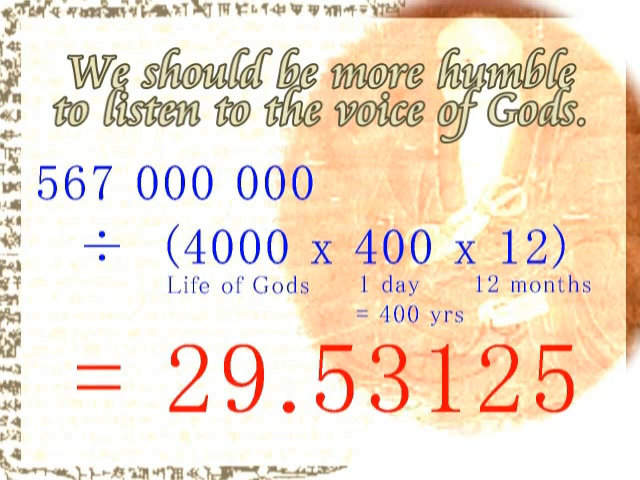 We should be more humble
to listen to the voice of Gods.
567 000 000
÷ (4000 x 400 x 12)
Life of Gods 1 day 12 months
= 400 yrs
= 29.53125